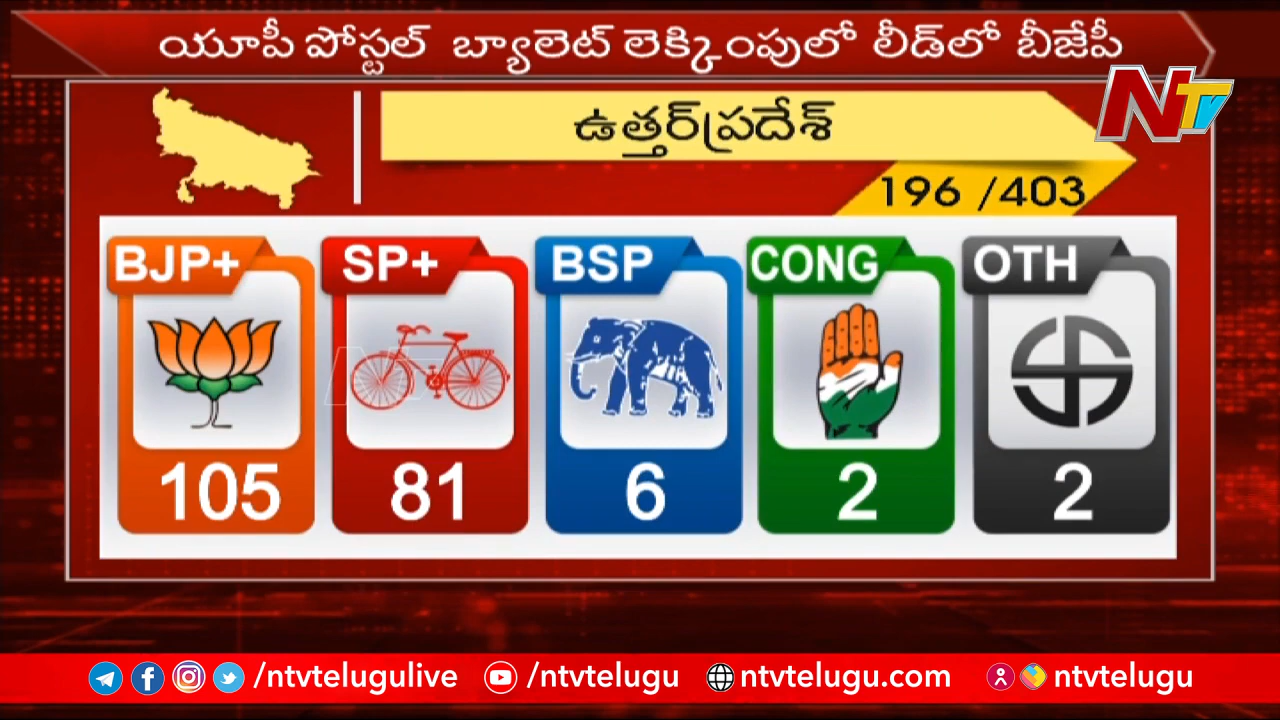 యూపీ పోస్టల్ బ్యాలెట్ లెక్కింపులో లీడ్‌లో బీజేపీ
NTV
ఉత్తర్‌ప్రదేశ్
196 /403
BJP+ SP+ BSP CONG OTH
105 81 6 2 2
/ntvtelugulive /ntvtelugu ntvtelugu.com ntvtelugu